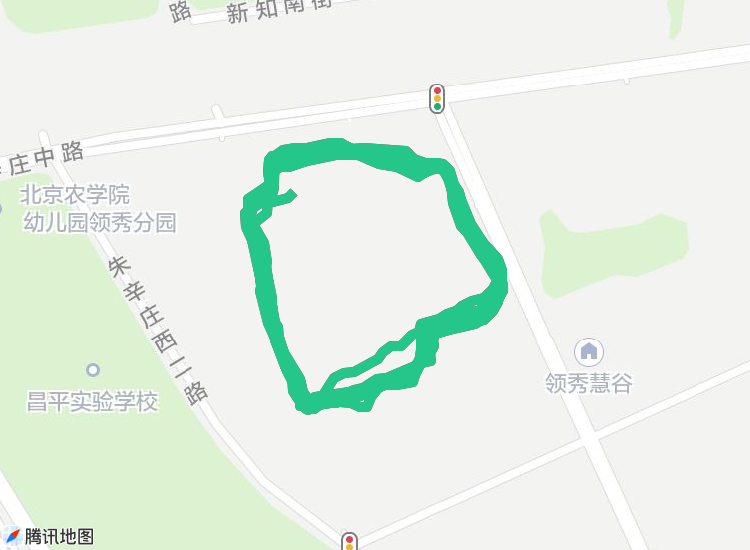 路 新知南街
庄中路
北京农学院
幼儿园领秀分园
朱辛庄西二路
昌平实验学校
领秀慧谷
腾讯地图